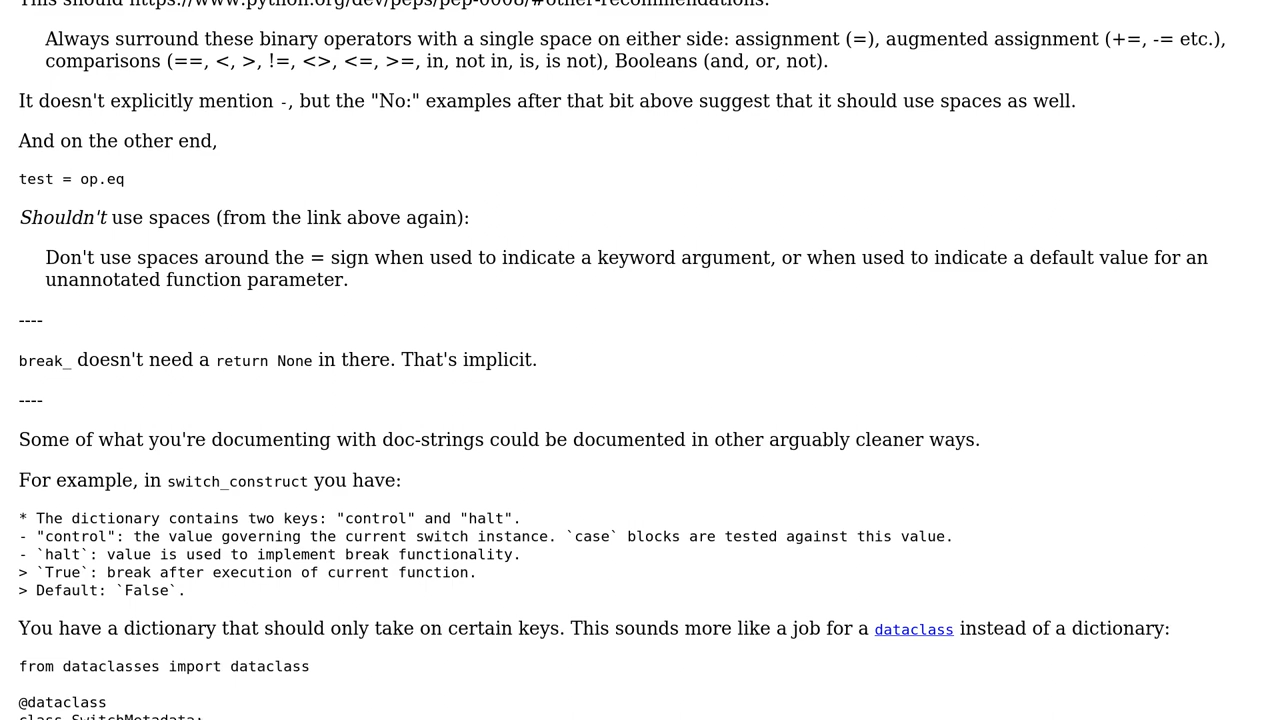 This should https://www.python.org/dev/peps/pep-0008/#other-recommendations:
Always surround these binary operators with a single space on either side: assignment (=), augmented assignment (+=, -= etc.),
comparisons (==, <, >, !=, <>, <=, >=, in, not in, is, is not), Booleans (and, or, not).
It doesn't explicitly mention -, but the "No:" examples after that bit above suggest that it should use spaces as well.
And on the other end,
test = op.eq
Shouldn't use spaces (from the link above again):
Don't use spaces around the = sign when used to indicate a keyword argument, or when used to indicate a default value for an
unannotated function parameter.
----
break_ doesn't need a return None in there. That's implicit.
----
Some of what you're documenting with doc-strings could be documented in other arguably cleaner ways.
For example, in switch_construct you have:
* The dictionary contains two keys: "control" and "halt".
- "control": the value governing the current switch instance. `case` blocks are tested against this value.
- `halt`: value is used to implement break functionality.
> `True`: break after execution of current function.
> Default: `False`.
You have a dictionary that should only take on certain keys. This sounds more like a job for a dataclass instead of a dictionary:
from dataclasses import dataclass
@dataclass
class SwitchMetadata: